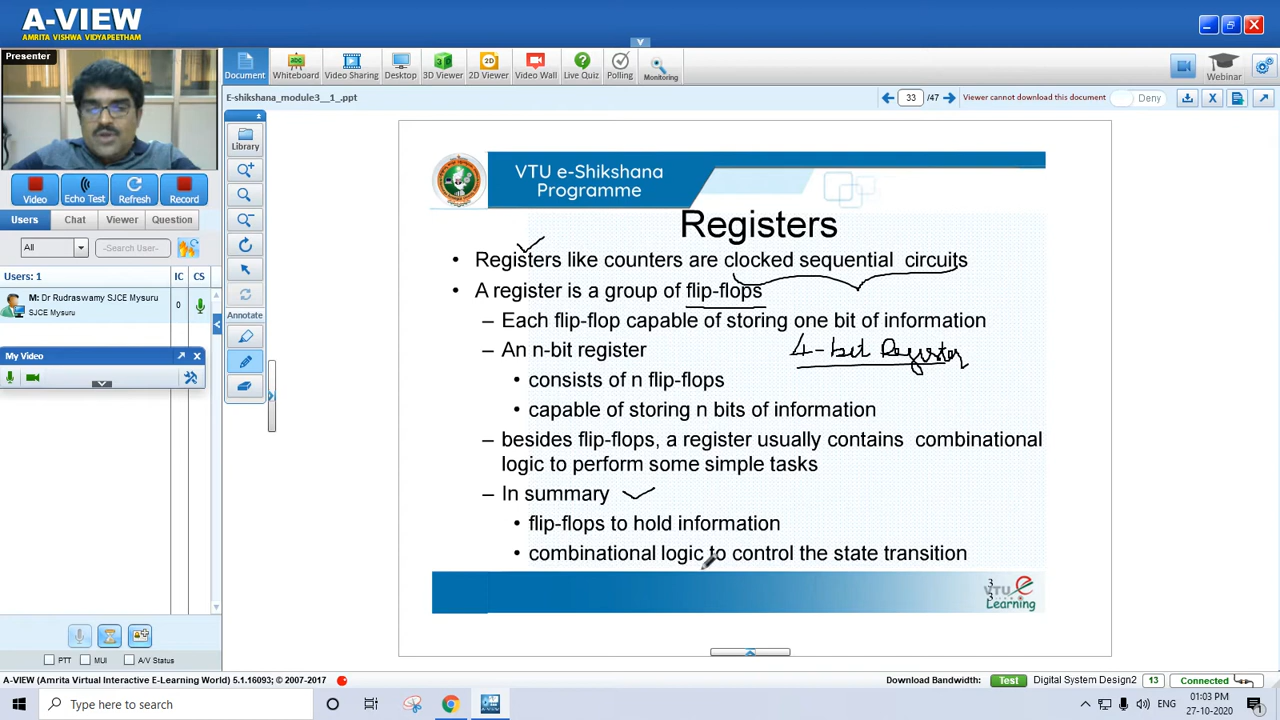 A-VIEW
AMRITA VISHWA VIDYAPEETHAM
Presenter
Document Whiteboard Video Sharing Desktop 3D Viewer 2D Viewer Video Wall Live Quiz Polling Monitoring Webinar
E-shikshana_module3__1_.ppt 33 /47 Viewer cannot download this document Deny
Library
Annotate
Video Echo Test Refresh Record
Users Chat Viewer Question
All -Search User-
Users: 1 IC CS
M: Dr Rudraswamy SJCE Mysuru 0
SJCE Mysuru
My Video
VTU e-Shikshana
Programme
Registers
• Registers like counters are clocked sequential circuits
• A register is a group of flip-flops
– Each flip-flop capable of storing one bit of information
– An n-bit register
4-bit Register
• consists of n flip-flops
• capable of storing n bits of information
– besides flip-flops, a register usually contains combinational
logic to perform some simple tasks
– In summary
• flip-flops to hold information
• combinational logic to control the state transition
3
3
VTU e
Learning
PTT MUI A/V Status
A-VIEW (Amrita Virtual Interactive E-Learning World) 5.1.16093; © 2007-2017 Download Bandwidth: Test Digital System Design2 13 Connected
Type here to search
ENG
01:03 PM
27-10-2020
1